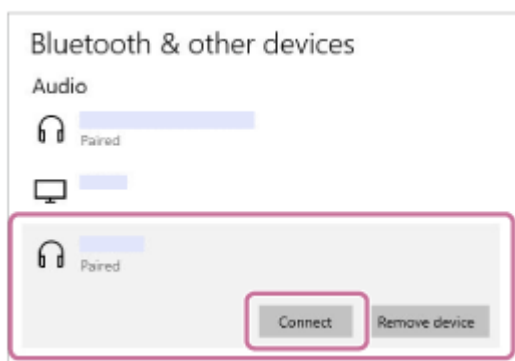 Bluetooth & other devices
Audio
Paired
Paired
Connect Remove device